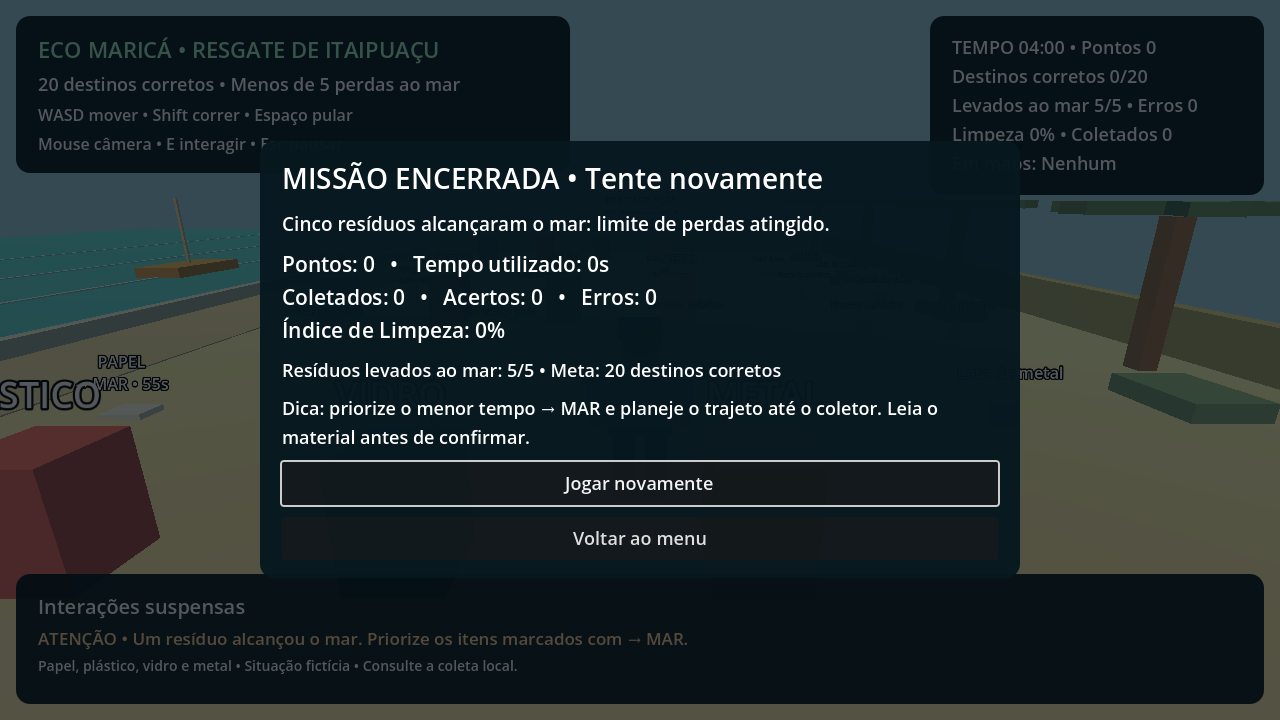 ECO MARICÁ • RESGATE DE ITAIPUAÇU
20 destinos corretos • Menos de 5 perdas ao mar
WASD mover • Shift correr • Espaço pular
Mouse câmera • E interagir •
TEMPO 04:00 • Pontos 0
Destinos corretos 0/20
Levados ao mar 5/5 • Erros 0
Limpeza 0% • Coletados 0
Nenhum
MISSÃO ENCERRADA • Tente novamente
Cinco resíduos alcançaram o mar: limite de perdas atingido.
Pontos: 0 • Tempo utilizado: 0s
Coletados: 0 • Acertos: 0 • Erros: 0
Índice de Limpeza: 0%
Resíduos levados ao mar: 5/5 • Meta: 20 destinos corretos
Dica: priorize o menor tempo → MAR e planeje o trajeto até o coletor. Leia o
material antes de confirmar.
Jogar novamente
Voltar ao menu
PAPEL
MAR • 55s
STICO
VIDRO
METAL
metal
Interações suspensas
ATENÇÃO • Um resíduo alcançou o mar. Priorize os itens marcados com → MAR.
Papel, plástico, vidro e metal • Situação fictícia • Consulte a coleta local.